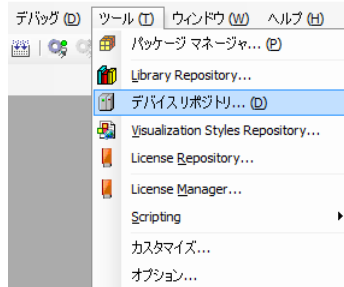 デバッグ (D) ツール (T) ウィンドウ (W) ヘルプ (H)
パッケージ マネージャ... (P)
Library Repository...
デバイスリポジトリ... (D)
Visualization Styles Repository...
License Repository...
License Manager...
Scripting
カスタマイズ...
オプション...